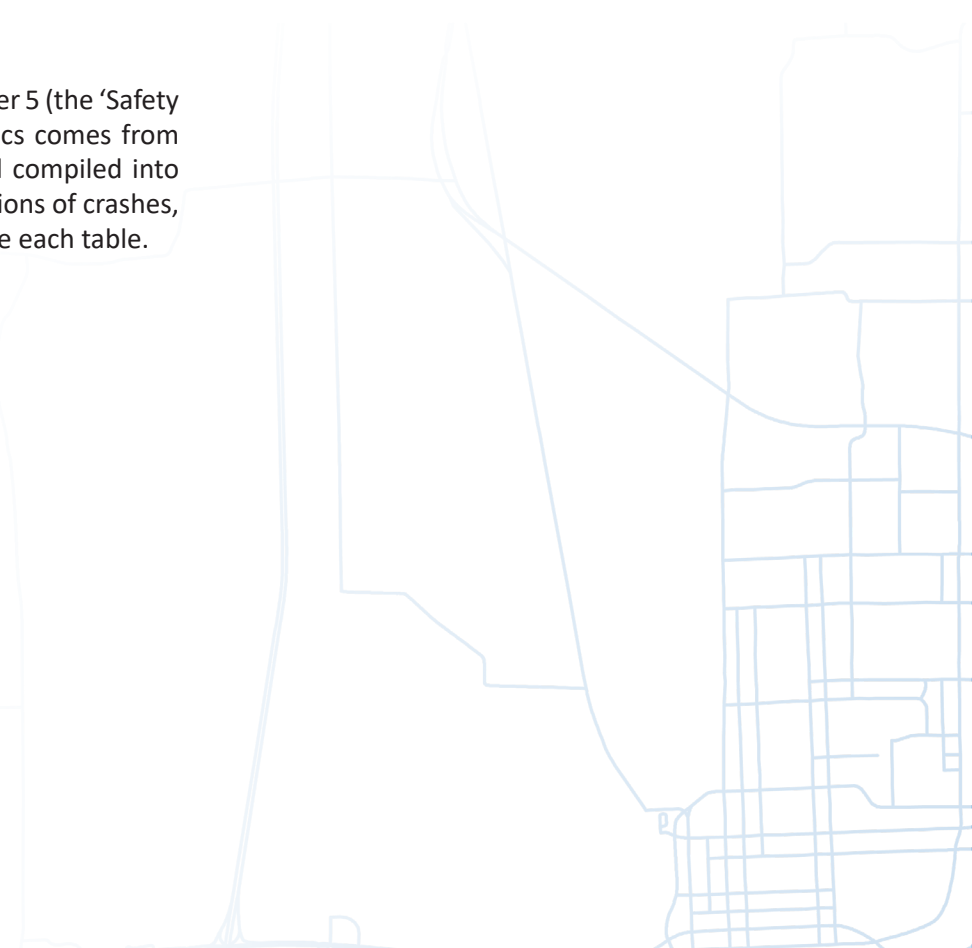 er 5 (the ‘Safety
cs comes from
compiled into
ions of crashes,
e each table.